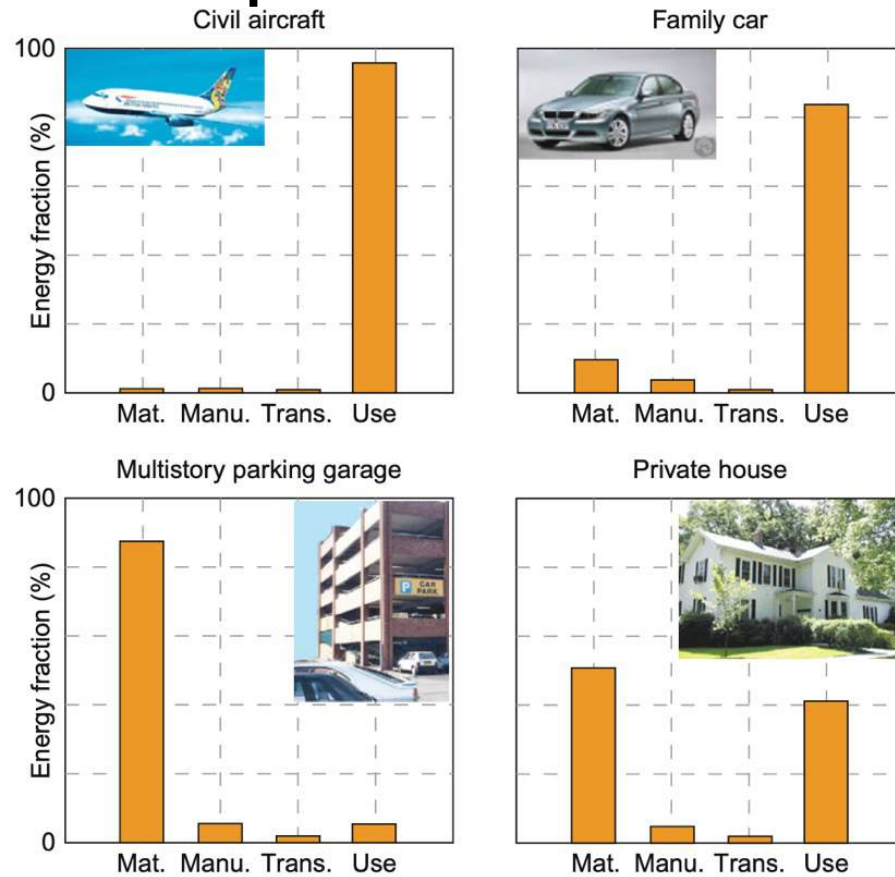 Civil aircraft
Family car
100
Energy fraction (%)
0
Mat. Manu. Trans. Use
Mat. Manu. Trans. Use
Multistory parking garage
Private house
100
Energy fraction (%)
P CAR
PARK
0
Mat. Manu. Trans. Use
Mat. Manu. Trans. Use